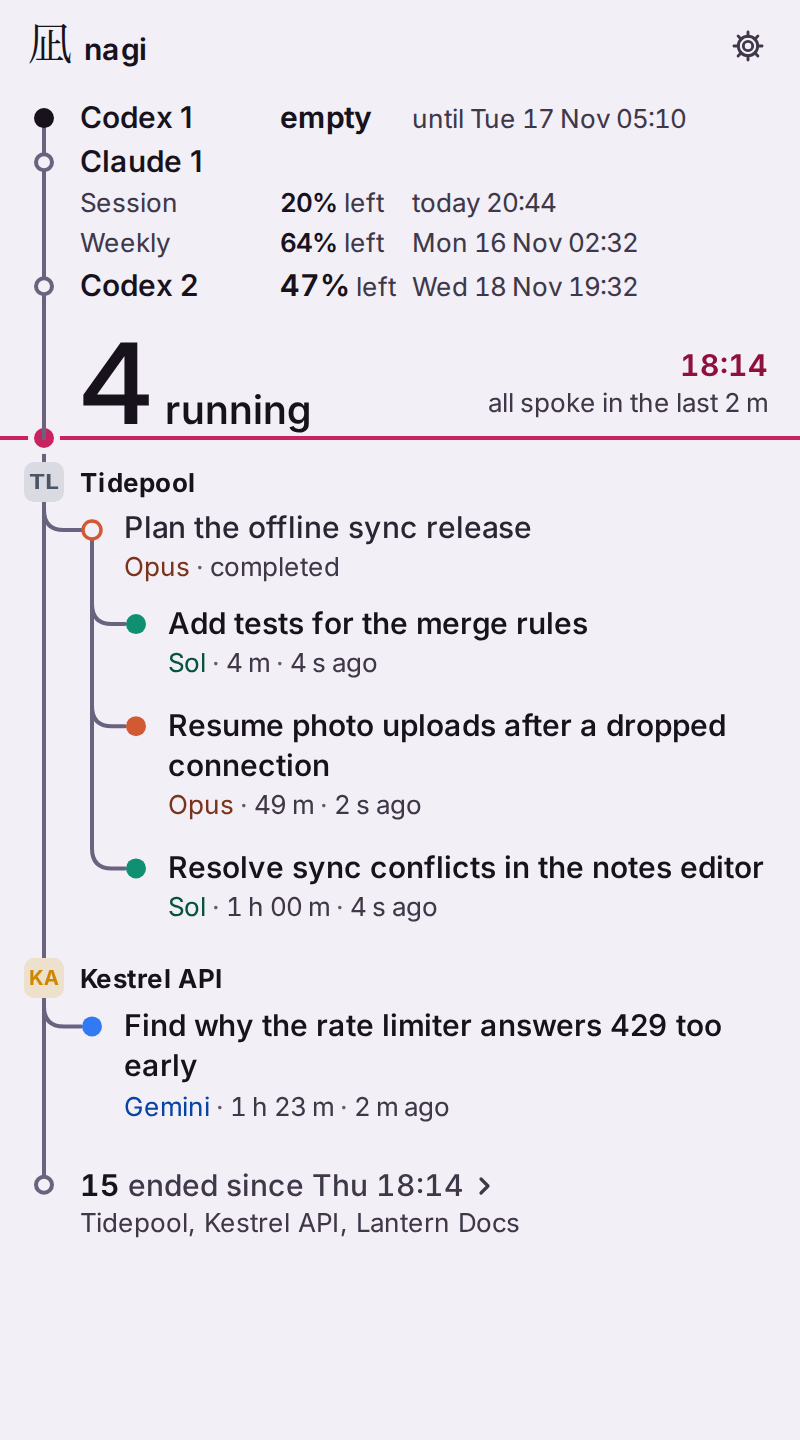 凪 nagi
Codex 1 empty until Tue 17 Nov 05:10
Claude 1
Session 20% left today 20:44
Weekly 64% left Mon 16 Nov 02:32
Codex 2 47% left Wed 18 Nov 19:32
4 running 18:14
all spoke in the last 2 m
TL Tidepool
Plan the offline sync release
Opus · completed
Add tests for the merge rules
Sol · 4 m · 4 s ago
Resume photo uploads after a dropped
connection
Opus · 49 m · 2 s ago
Resolve sync conflicts in the notes editor
Sol · 1 h 00 m · 4 s ago
KA Kestrel API
Find why the rate limiter answers 429 too
early
Gemini · 1 h 23 m · 2 m ago
15 ended since Thu 18:14 >
Tidepool, Kestrel API, Lantern Docs